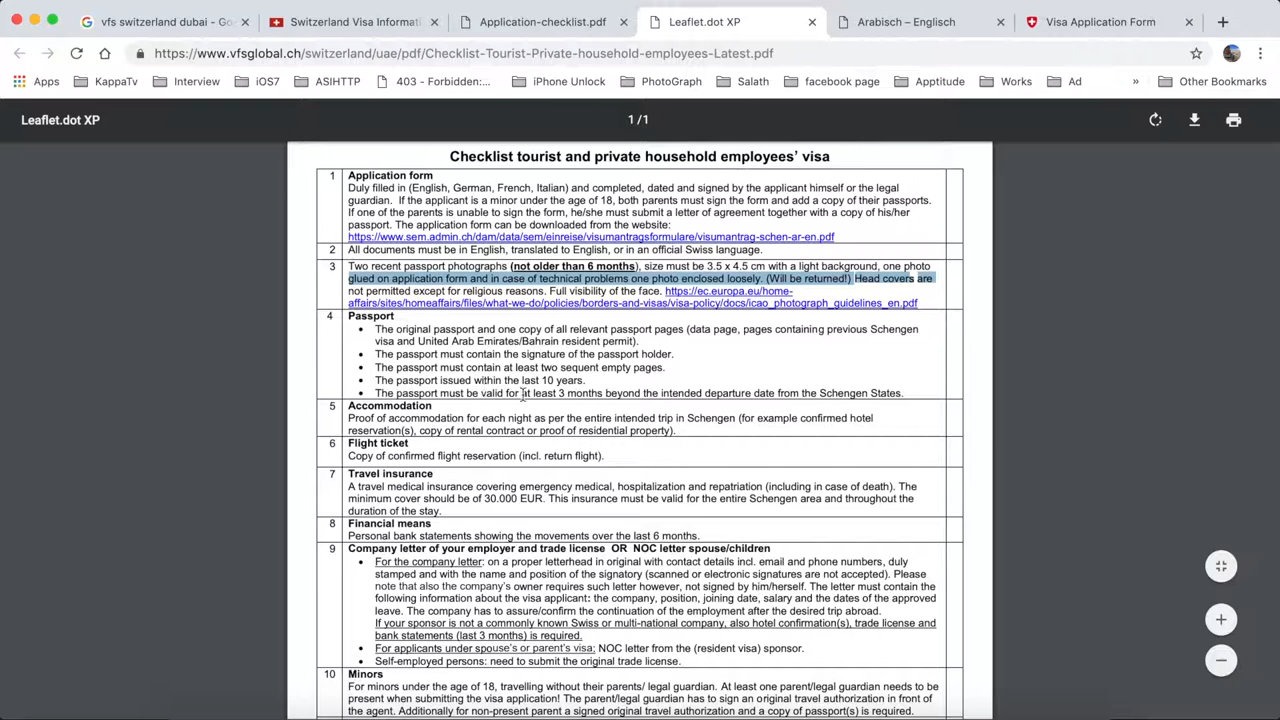 vfs switzerland dubai - Go
Switzerland Visa Informati
Application-checklist.pdf
Leaflet.dot XP
Arabisch – Englisch
Visa Application Form
https://www.vfsglobal.ch/switzerland/uae/pdf/Checklist-Tourist-Private-household-employees-Latest.pdf
Apps KappaTv Interview iOS7 ASIHTTP 403 - Forbidden:... iPhone Unlock PhotoGraph Salath facebook page Apptitude Works Ad » Other Bookmarks
Leaflet.dot XP
1 / 1
Checklist tourist and private household employees' visa
1 Application form
Duly filled in (English, German, French, Italian) and completed, dated and signed by the applicant himself or the legal
guardian. If the applicant is a minor under the age of 18, both parents must sign the form and add a copy of their passports.
If one of the parents is unable to sign the form, he/she must submit a letter of agreement together with a copy of his/her
passport. The application form can be downloaded from the website:
https://www.sem.admin.ch/dam/data/sem/einreise/visumantragsformulare/visumantrag-schen-ar-en.pdf
2 All documents must be in English, translated to English, or in an official Swiss language.
3 Two recent passport photographs (not older than 6 months), size must be 3.5 x 4.5 cm with a light background, one photo
glued on application form and in case of technical problems one photo enclosed loosely. (Will be returned!) Head covers are
not permitted except for religious reasons. Full visibility of the face. https://ec.europa.eu/home-
affairs/sites/homeaffairs/files/what-we-do/policies/borders-and-visas/visa-policy/docs/icao_photograph_guidelines_en.pdf
4 Passport
• The original passport and one copy of all relevant passport pages (data page, pages containing previous Schengen
visa and United Arab Emirates/Bahrain resident permit).
• The passport must contain the signature of the passport holder.
• The passport must contain at least two sequent empty pages.
• The passport issued within the last 10 years.
• The passport must be valid for at least 3 months beyond the intended departure date from the Schengen States.
5 Accommodation
Proof of accommodation for each night as per the entire intended trip in Schengen (for example confirmed hotel
reservation(s), copy of rental contract or proof of residential property).
6 Flight ticket
Copy of confirmed flight reservation (incl. return flight).
7 Travel insurance
A travel medical insurance covering emergency medical, hospitalization and repatriation (including in case of death). The
minimum cover should be of 30.000 EUR. This insurance must be valid for the entire Schengen area and throughout the
duration of the stay.
8 Financial means
Personal bank statements showing the movements over the last 6 months.
9 Company letter of your employer and trade license OR NOC letter spouse/children
• For the company letter: on a proper letterhead in original with contact details incl. email and phone numbers, duly
stamped and with the name and position of the signatory (scanned or electronic signatures are not accepted). Please
note that also the company's owner requires such letter however, not signed by him/herself. The letter must contain the
following information about the visa applicant: the company, position, joining date, salary and the dates of the approved
leave. The company has to assure/confirm the continuation of the employment after the desired trip abroad.
If your sponsor is not a commonly known Swiss or multi-national company, also hotel confirmation(s), trade license and
bank statements (last 3 months) is required.
• For applicants under spouse's or parent's visa: NOC letter from the (resident visa) sponsor.
• Self-employed persons: need to submit the original trade license.
10 Minors
For minors under the age of 18, travelling without their parents/ legal guardian. At least one parent/legal guardian needs to be
present when submitting the visa application! The parent/legal guardian has to sign an original travel authorization in front of
the agent. Additionally for non-present parent a signed original travel authorization and a copy of passport(s) is required.